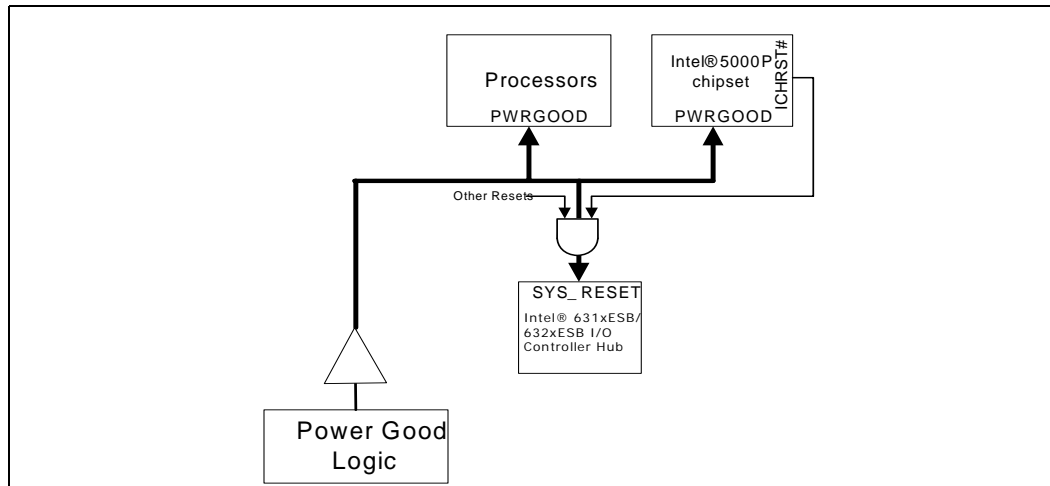 Processors
PWRGOOD
Intel®5000P
chipset
ICHRST#
PWRGOOD
Other Resets
SYS_RESET
Intel® 631xESB/
632xESB I/O
Controller Hub
Power Good
Logic